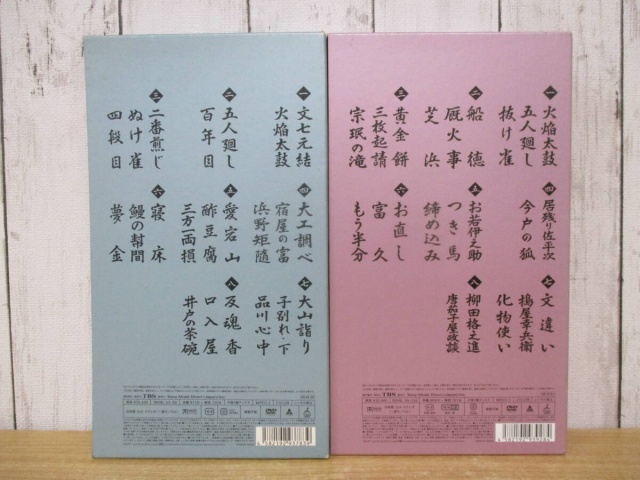 一 文七元結
火焔太鼓
二 五人廻し
百年目
三 二番煎じ
ぬけ雀
四段目
四 大工調べ
宿屋の富
浜野矩随
五 愛宕山
酢豆腐
三方一両損
六 寝床
鰻の幇間
夢金
七 大山詣り
子別れ・下
品川心中
八 反魂香
口入屋
井戸の茶碗
TBS
DVD
一 火焔太鼓
五人廻し
抜け雀
二 船徳
厩火事
芝浜
三 黄金餅
三枚起請
宗珉の滝
四 居残り佐平次
今戸の狐
五 お若伊之助
つき馬
締め込み
六 お直し
富久
もう半分
七 文違い
搗屋幸兵衛
化物使い
八 柳田格之進
唐茄子屋政談
TBS
DVD